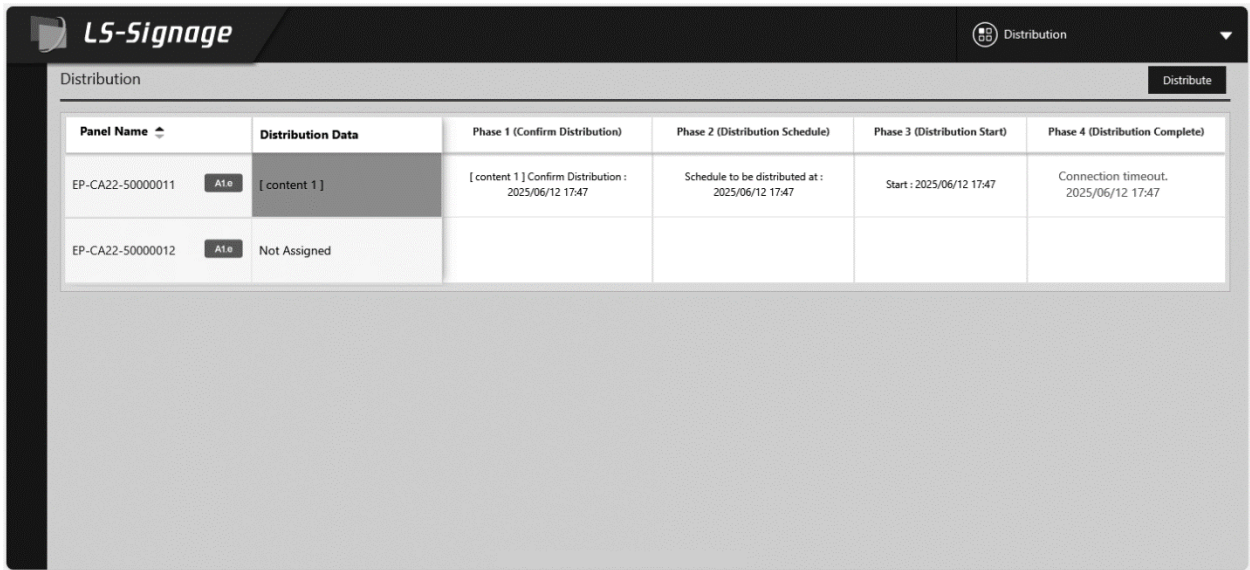 LS-Signage
Distribution
Distribution
Distribute
Panel Name
Distribution Data
Phase 1 (Confirm Distribution)
Phase 2 (Distribution Schedule)
Phase 3 (Distribution Start)
Phase 4 (Distribution Complete)
EP-CA22-50000011
A1.e
[ content 1 ]
[ content 1 ] Confirm Distribution :
2025/06/12 17:47
Schedule to be distributed at :
2025/06/12 17:47
Start : 2025/06/12 17:47
Connection timeout.
2025/06/12 17:47
EP-CA22-50000012
A1.e
Not Assigned